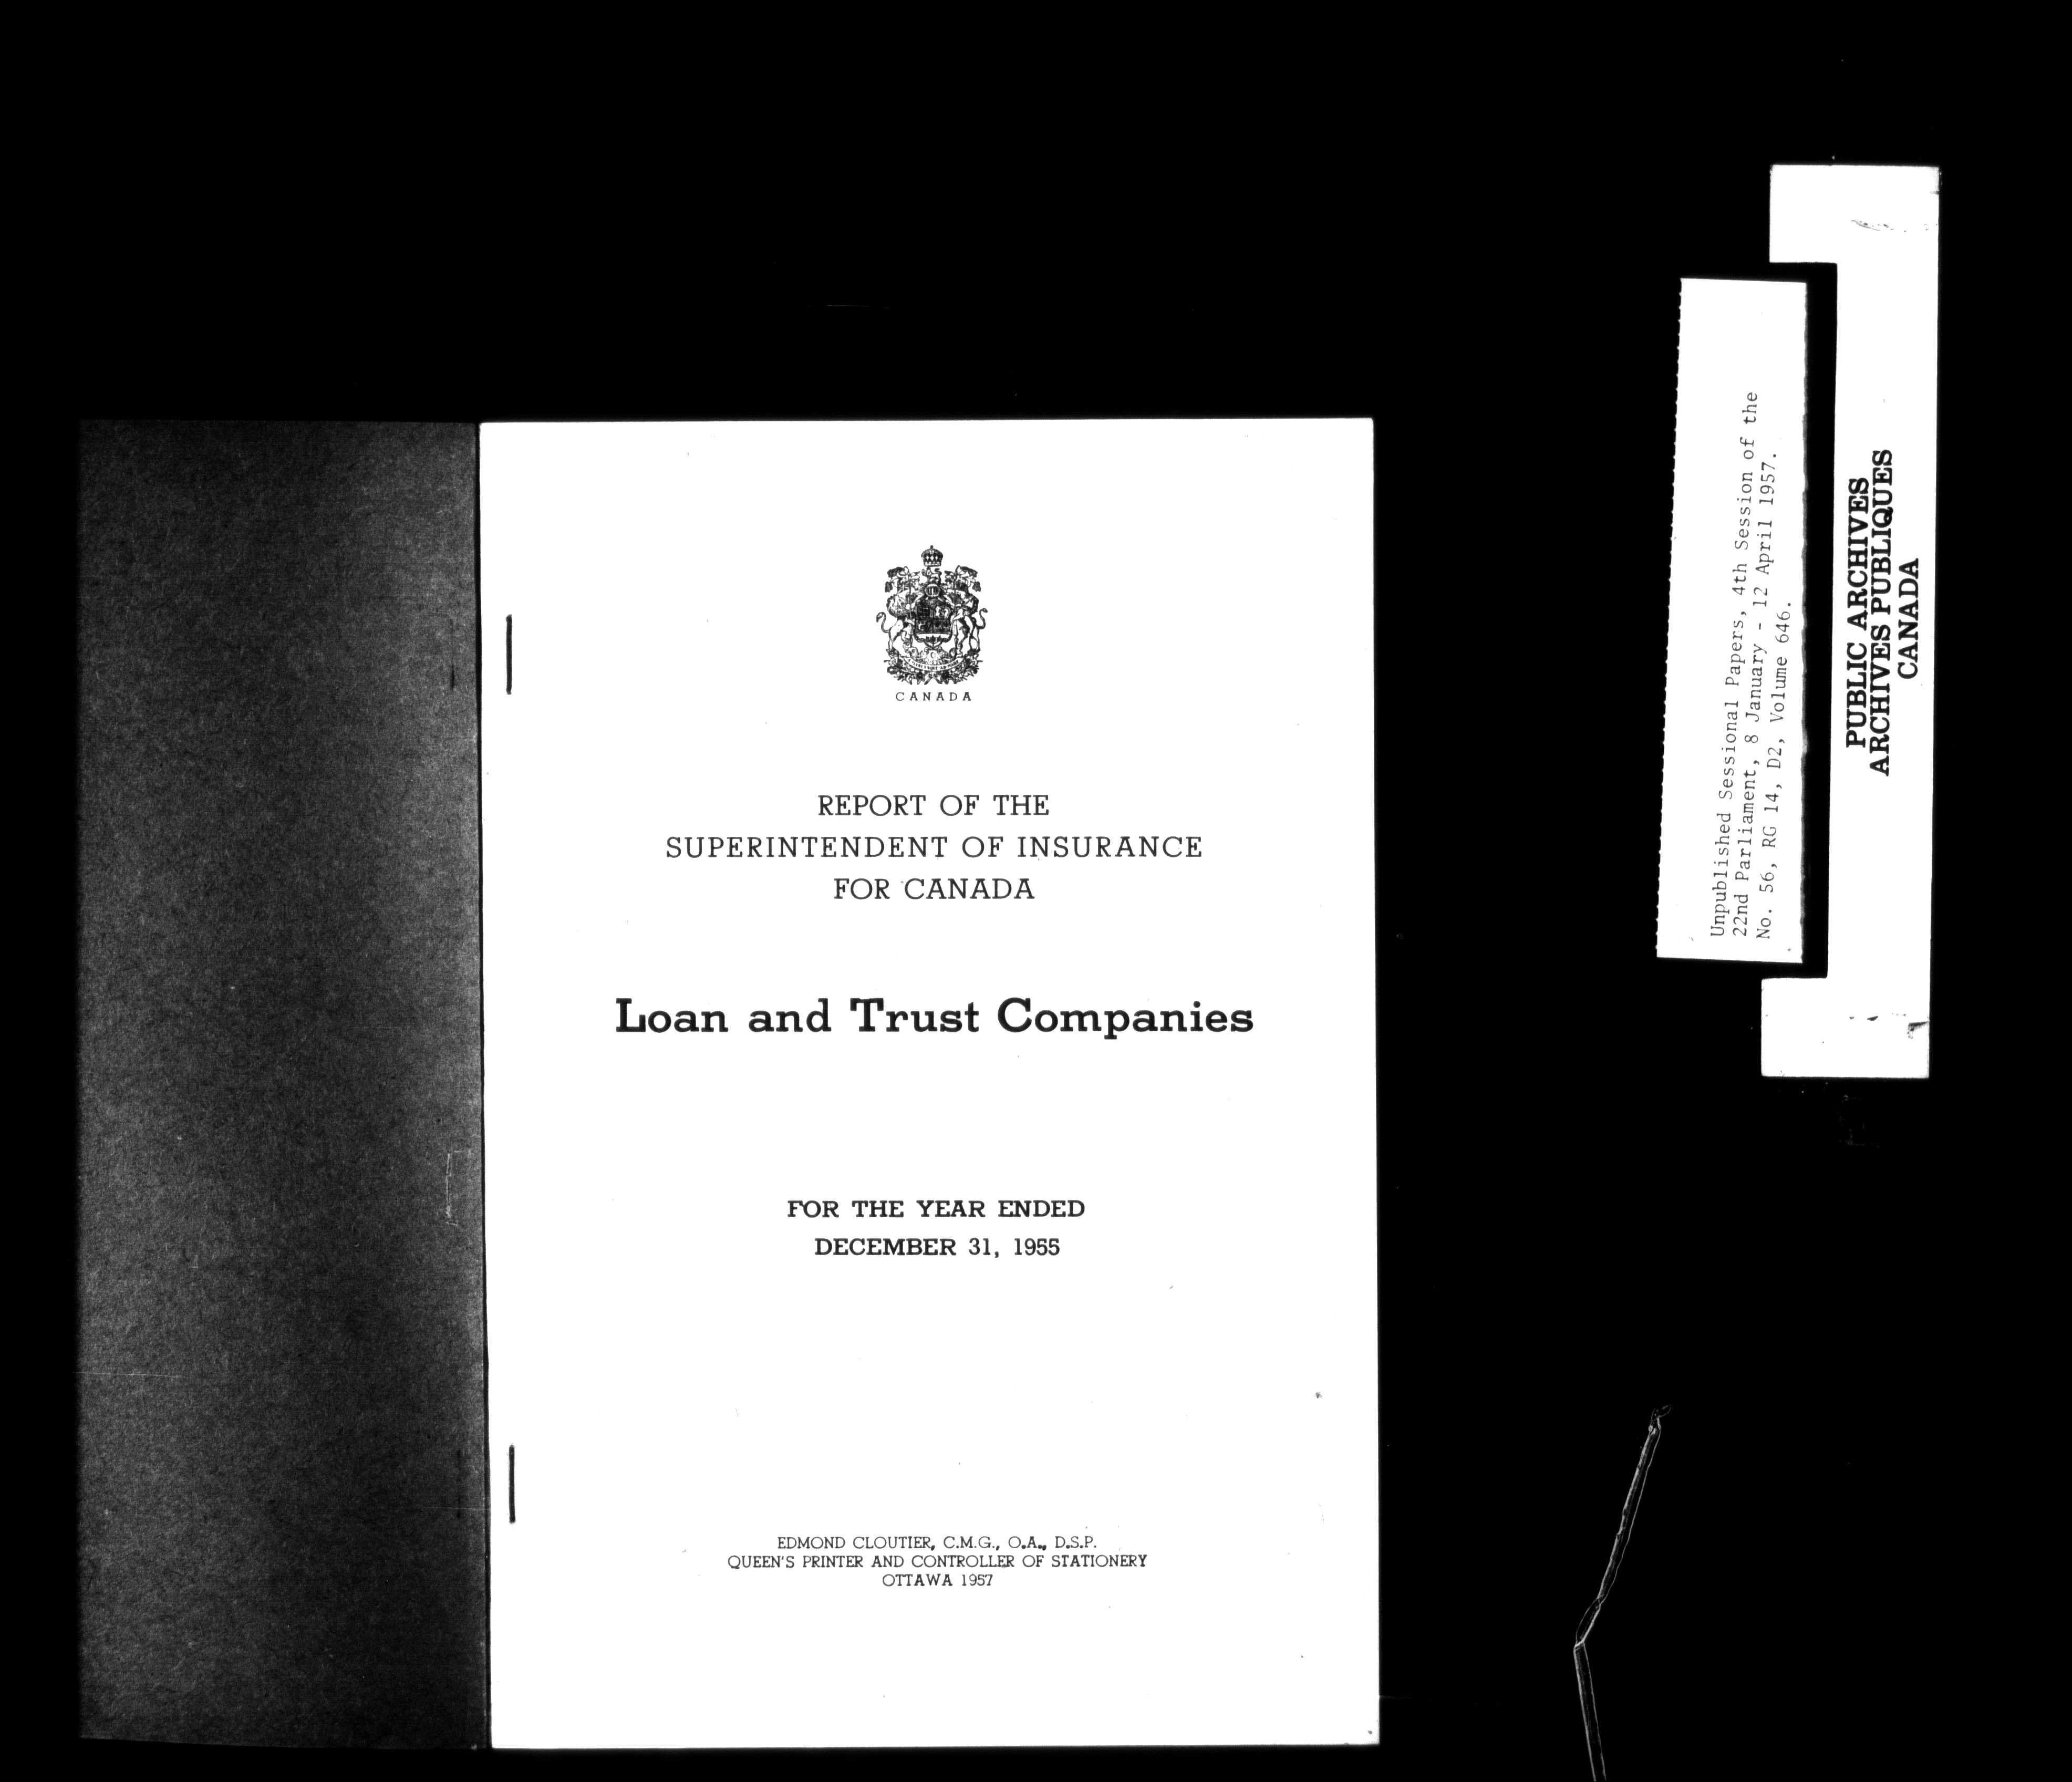 CANADA
REPORT OF THE
SUPERINTENDENT OF INSURANCE
FOR CANADA
Loan and Trust Companies
FOR THE YEAR ENDED
DECEMBER 31, 1955
EDMOND CLOUTIER, C.M.G., O.A., D.S.P.
QUEEN'S PRINTER AND CONTROLLER OF STATIONERY
OTTAWA 1957
Unpublished Sessional Papers, 4th Session of the
22nd Parliament, 8 January - 12 April 1957.
No. 56, RG 14, D2, Volume 646.
PUBLIC ARCHIVES
ARCHIVES PUBLIQUES
CANADA